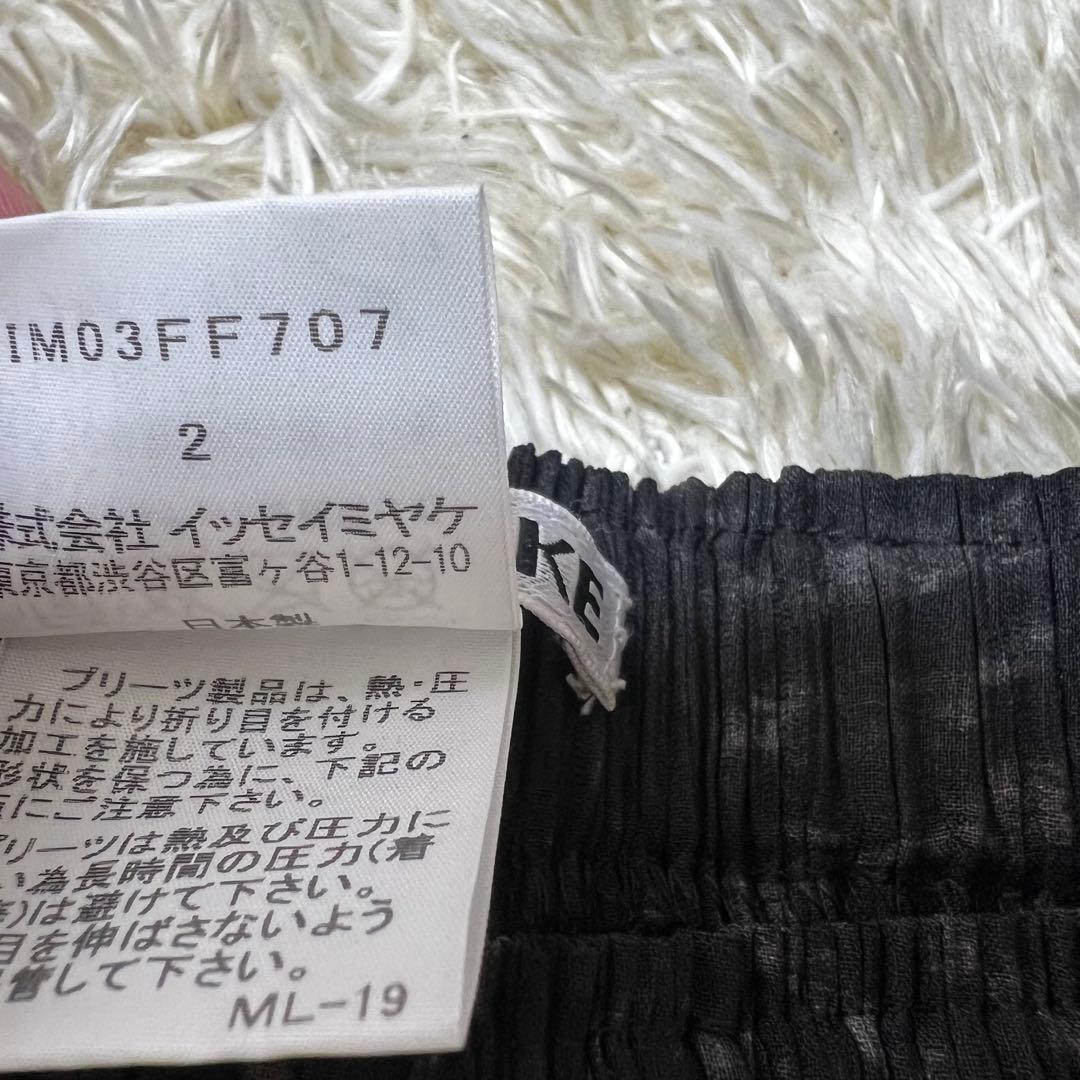 IM03FF707
2
株式会社 イッセイミヤケ
東京都渋谷区富ヶ谷1-12-10
日本製
プリーツ製品は、熱・圧
力により折り目を付ける
加工を施しています。
形状を保つ為に、下記の
にご注意下さい。
プリーツは熱及び圧力に
い為長時間の圧力(着
)は避けて下さい。
目を伸ばさないよう
管して下さい。
ML-19
KE